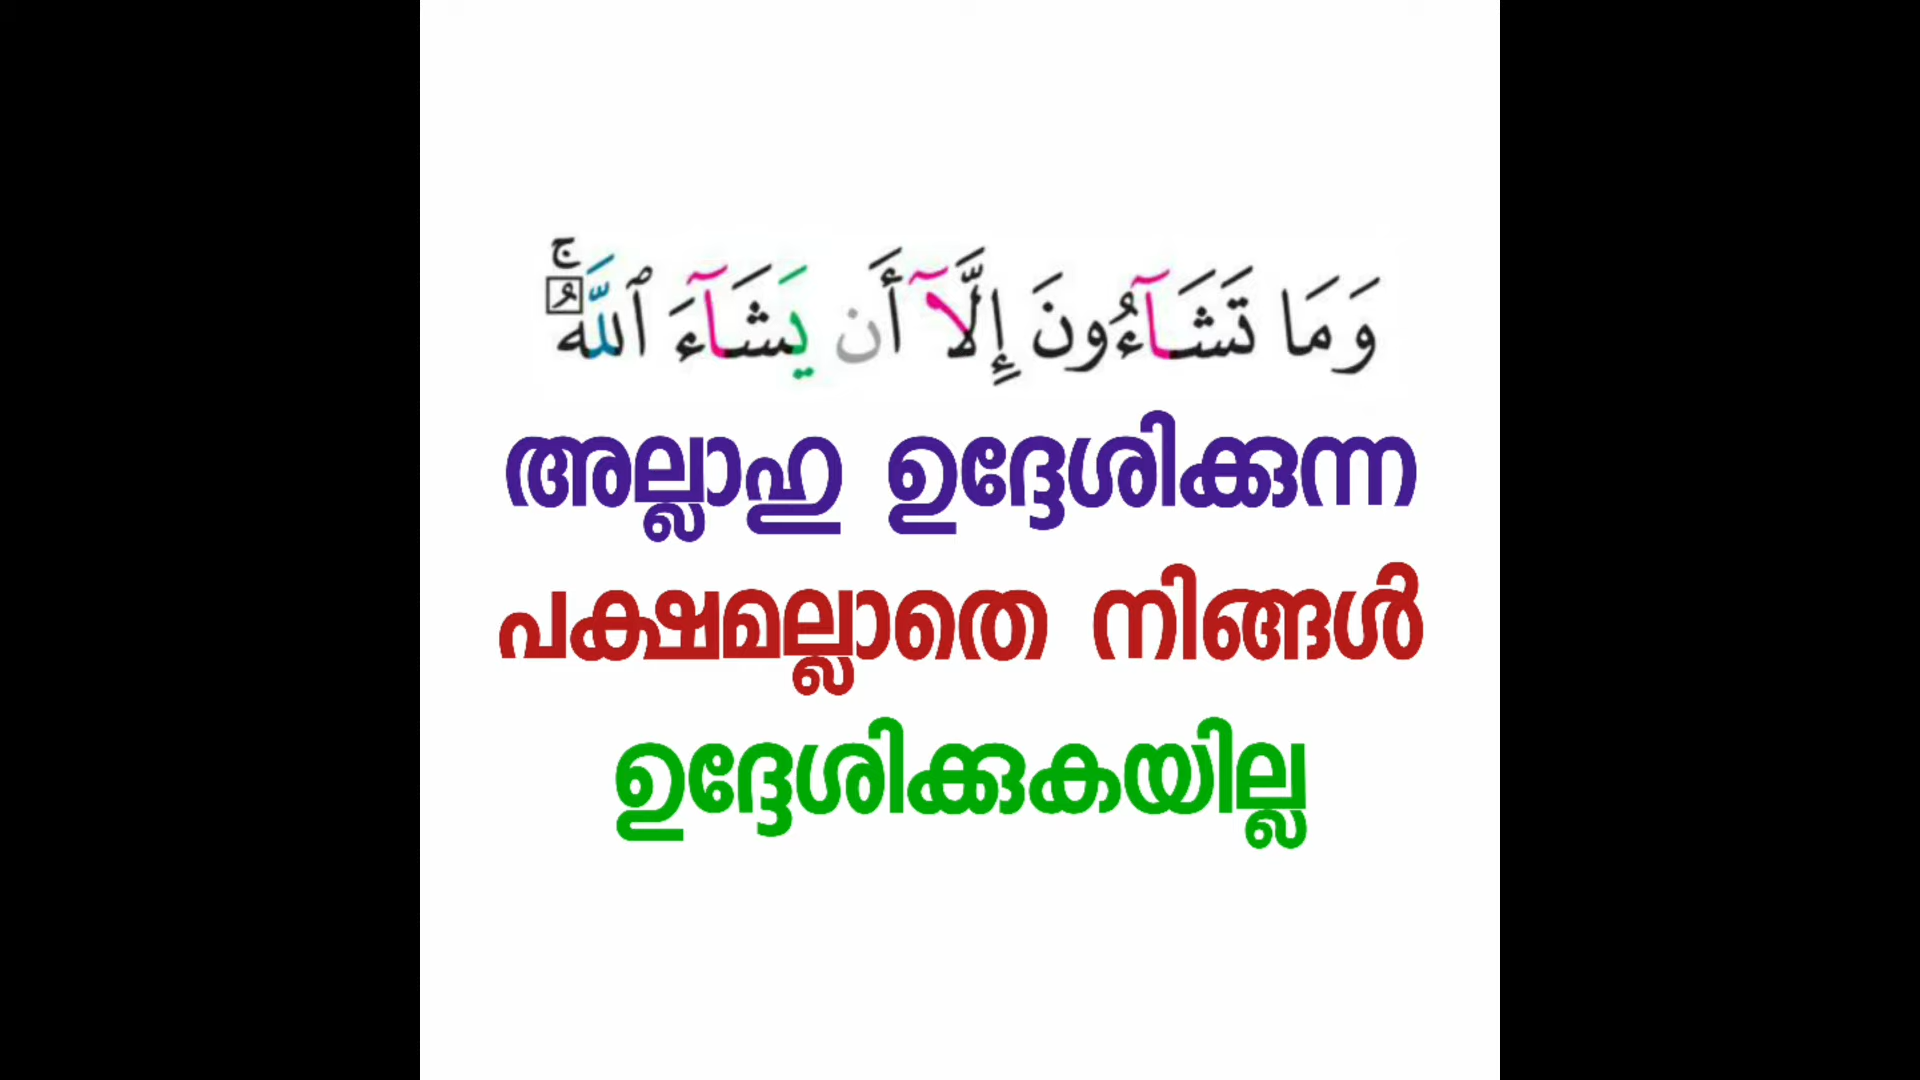 وَمَا تَشَآءُونَ إِلَّآ أَن يَشَآءَ ٱللَّهُۚ
അല്ലാഹു ഉദ്ദേശിക്കുന്ന
പക്ഷമല്ലാതെ നിങ്ങൾ
ഉദ്ദേശിക്കുകയില്ല